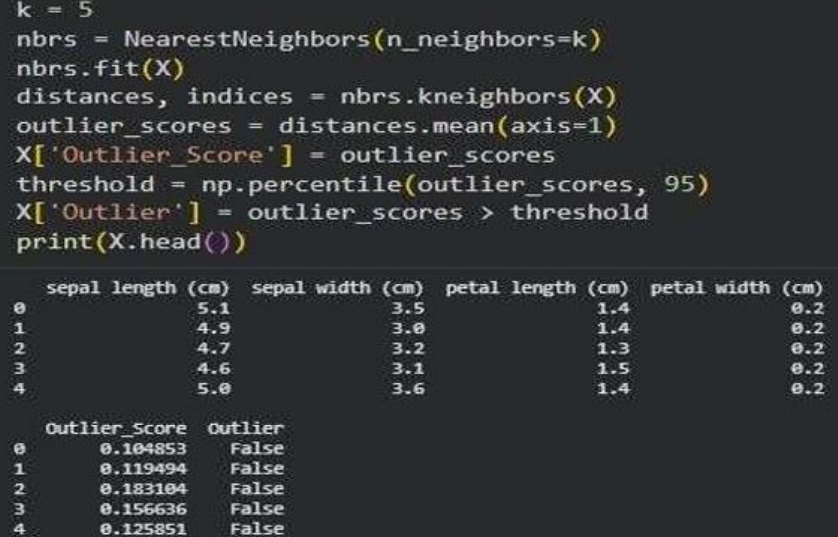 k = 5
nbrs = NearestNeighbors(n_neighbors=k)
nbrs.fit(X)
distances, indices = nbrs.kneighbors(X)
outlier_scores = distances.mean(axis=1)
X['Outlier_Score'] = outlier_scores
threshold = np.percentile(outlier_scores, 95)
X['Outlier'] = outlier_scores > threshold
print(X.head())
sepal length (cm) sepal width (cm) petal length (cm) petal width (cm)
0 5.1 3.5 1.4 0.2
1 4.9 3.0 1.4 0.2
2 4.7 3.2 1.3 0.2
3 4.6 3.1 1.5 0.2
4 5.0 3.6 1.4 0.2
Outlier_Score Outlier
0 0.104853 False
1 0.119494 False
2 0.183104 False
3 0.156636 False
4 0.125851 False